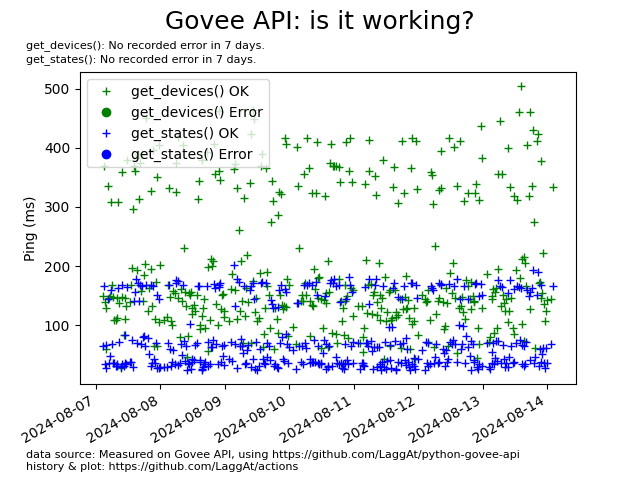 Govee API: is it working?
get_devices(): No recorded error in 7 days.
get_states(): No recorded error in 7 days.
get_devices() OK
get_devices() Error
get_states() OK
get_states() Error
Ping (ms)
500
400
300
200
100
2024-08-07
2024-08-08
2024-08-09
2024-08-10
2024-08-11
2024-08-12
2024-08-13
2024-08-14
data source: Measured on Govee API, using https://github.com/LaggAt/python-govee-api
history & plot: https://github.com/LaggAt/actions